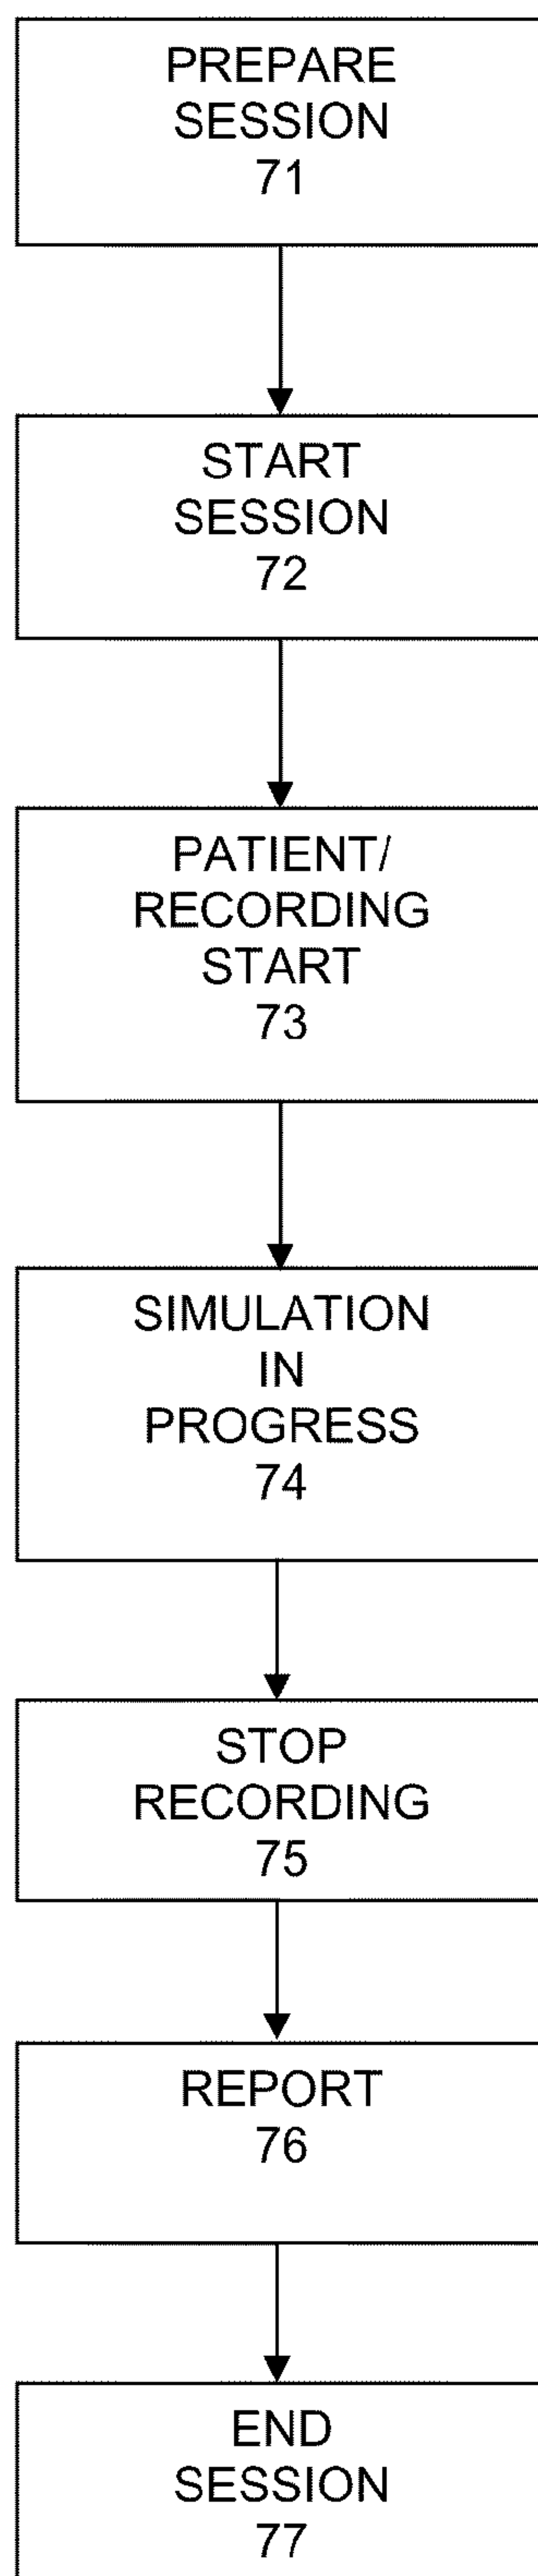 PREPARE
SESSION
71
START
SESSION
72
PATIENT/
RECORDING
START
73
SIMULATION
IN
PROGRESS
74
STOP
RECORDING
75
REPORT
76
END
SESSION
77